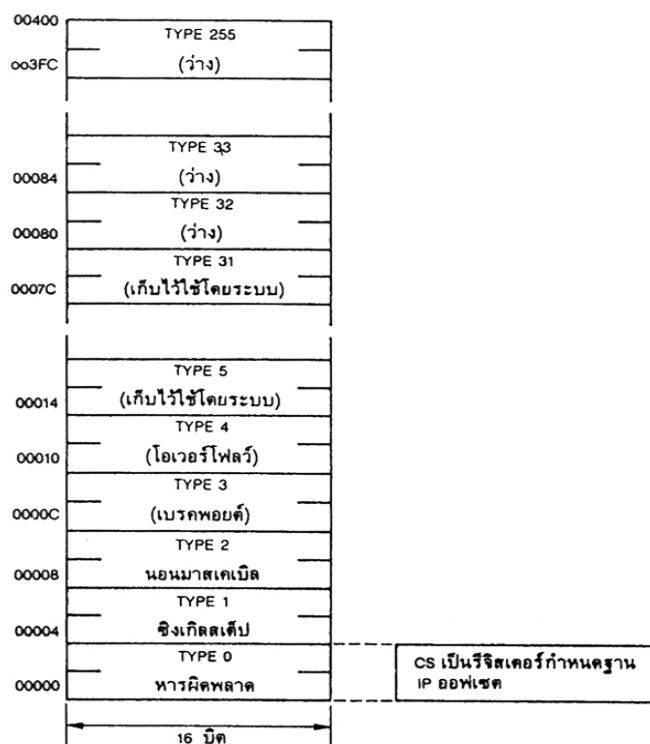 00400
TYPE 255
oo3FC
(ว่าง)
TYPE 33
00084
(ว่าง)
TYPE 32
00080
(ว่าง)
TYPE 31
0007C
(เก็บไว้ใช้โดยระบบ)
TYPE 5
00014
(เก็บไว้ใช้โดยระบบ)
TYPE 4
00010
(โอเวอร์โฟลว์)
TYPE 3
0000C
(เบรคพอยต์)
TYPE 2
00008
นอนมาสเคเบิล
TYPE 1
00004
ซิงเกิลสเต็ป
TYPE 0
00000
หารผิดพลาด
CS เป็นรีจิสเตอร์กำหนดฐาน
IP ออฟเซต
16 บิต